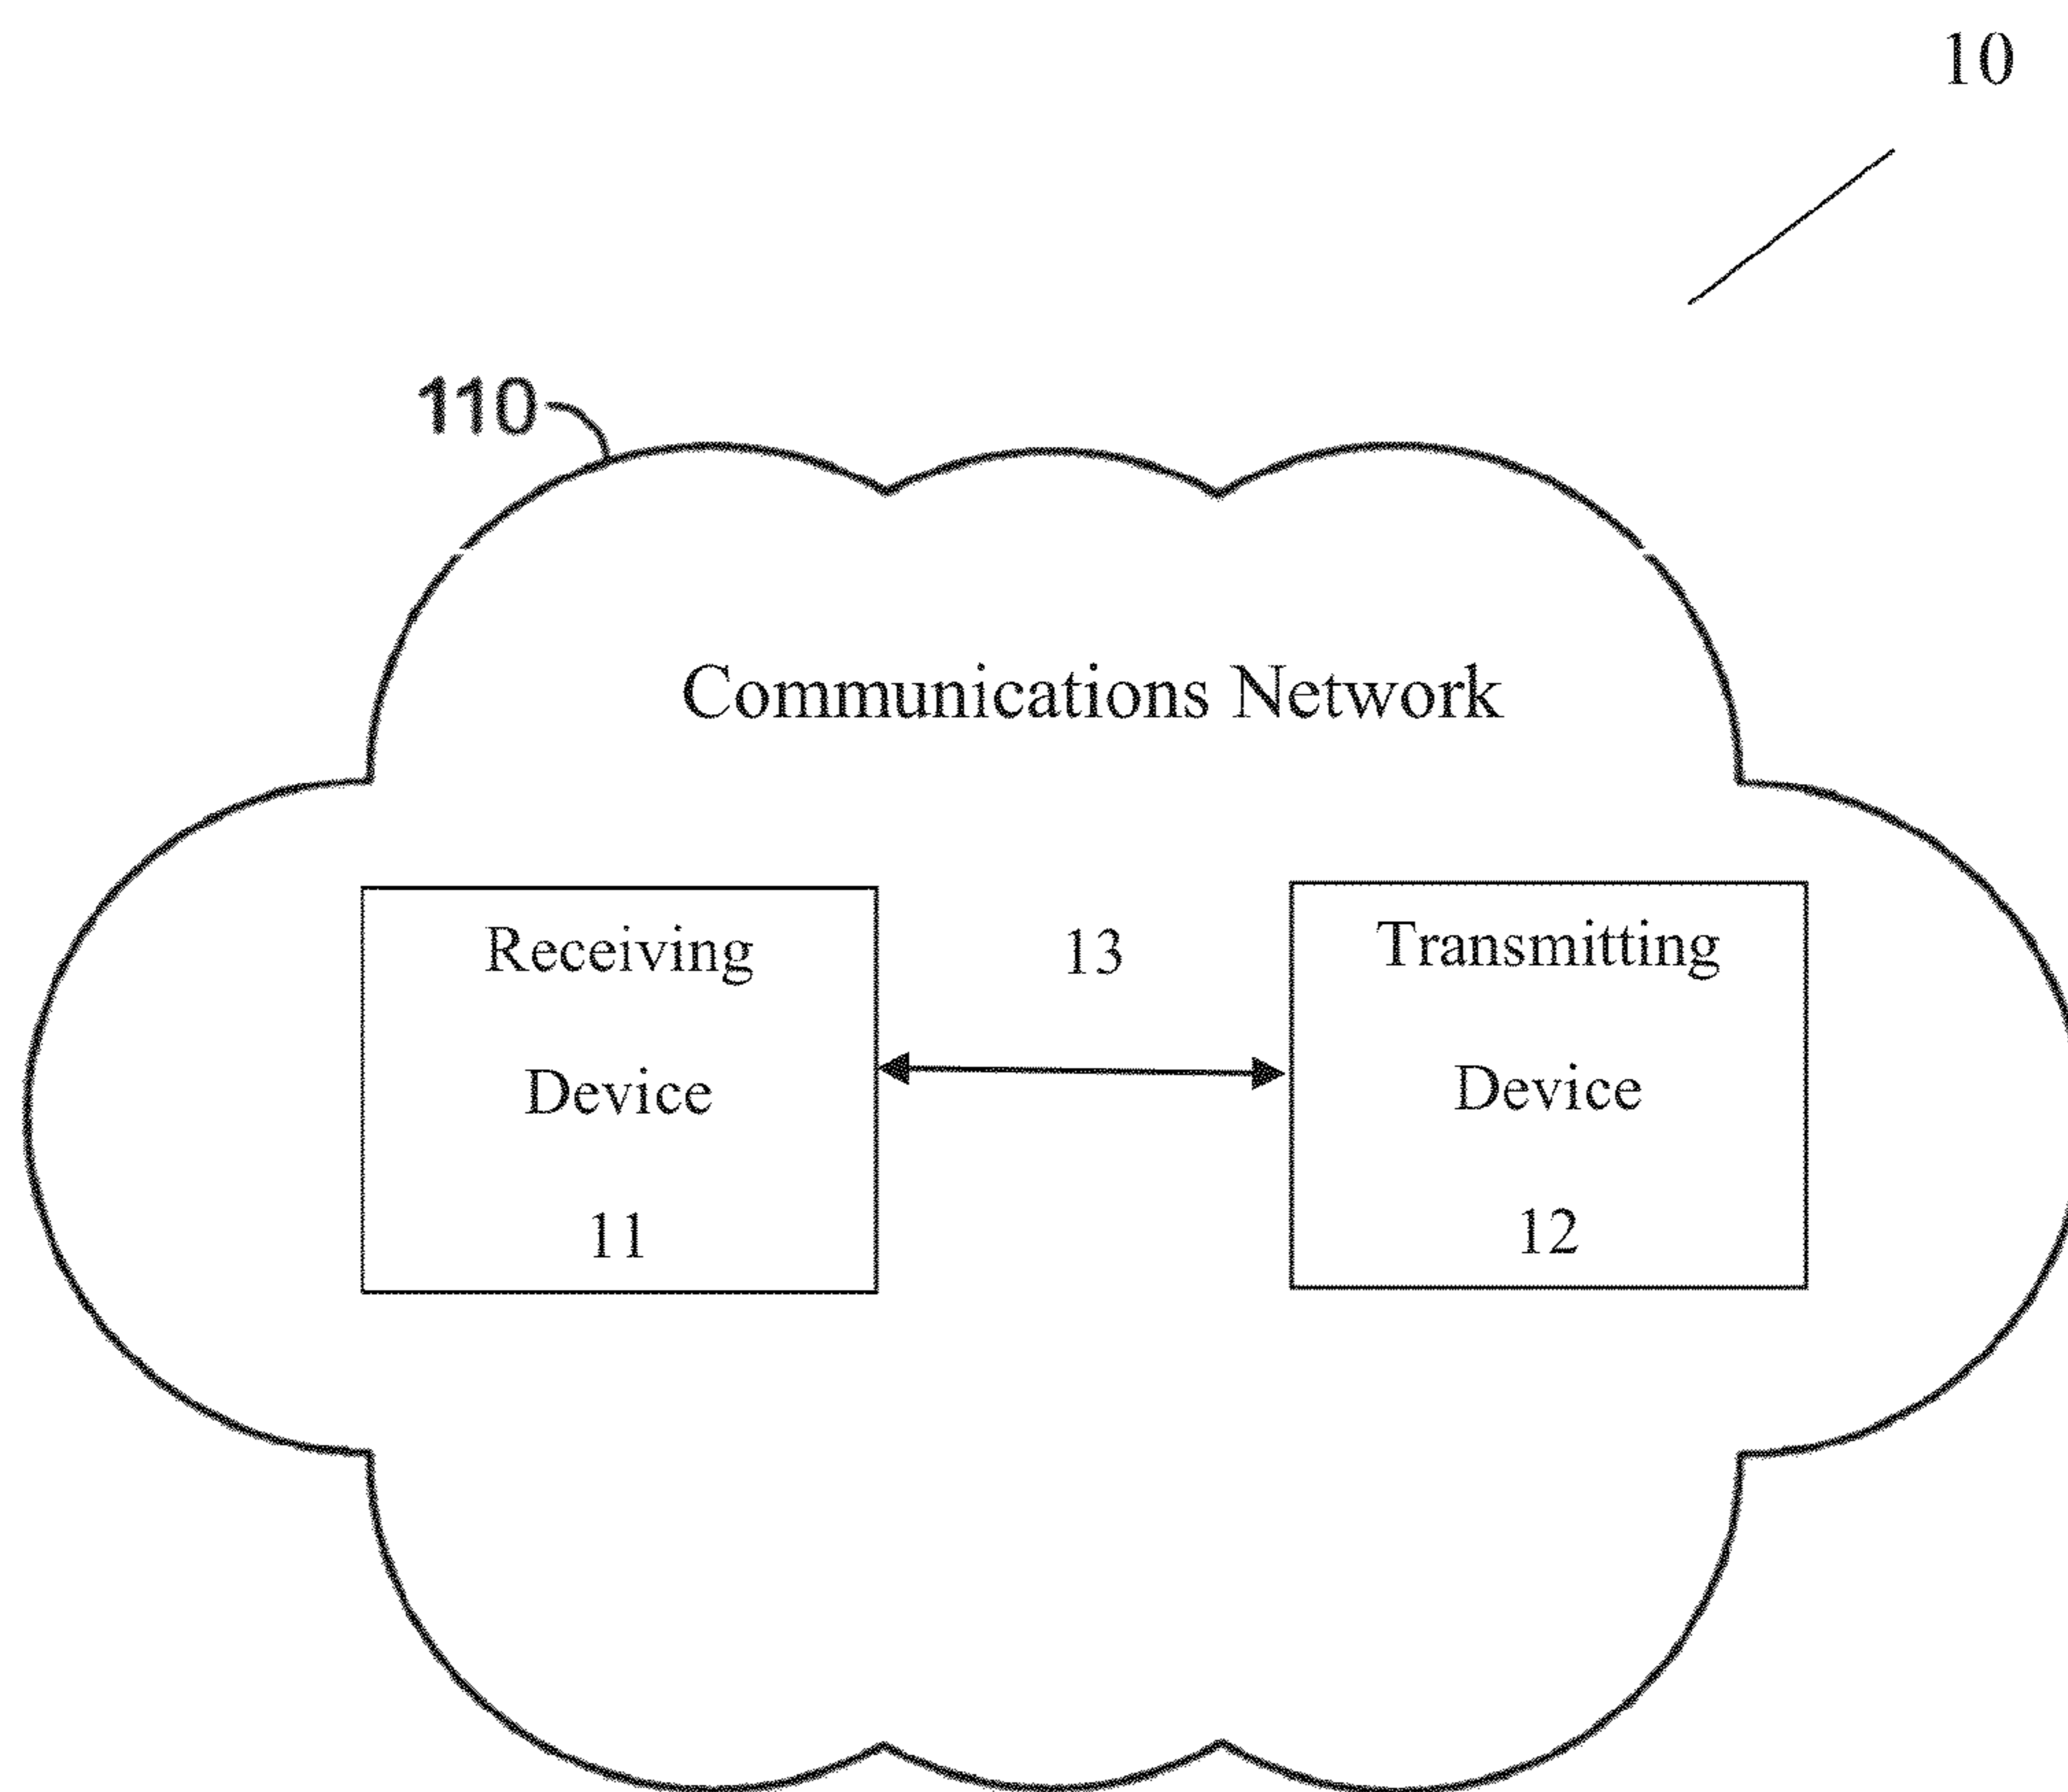 10
110
Communications Network
Receiving
Device
11
13
Transmitting
Device
12